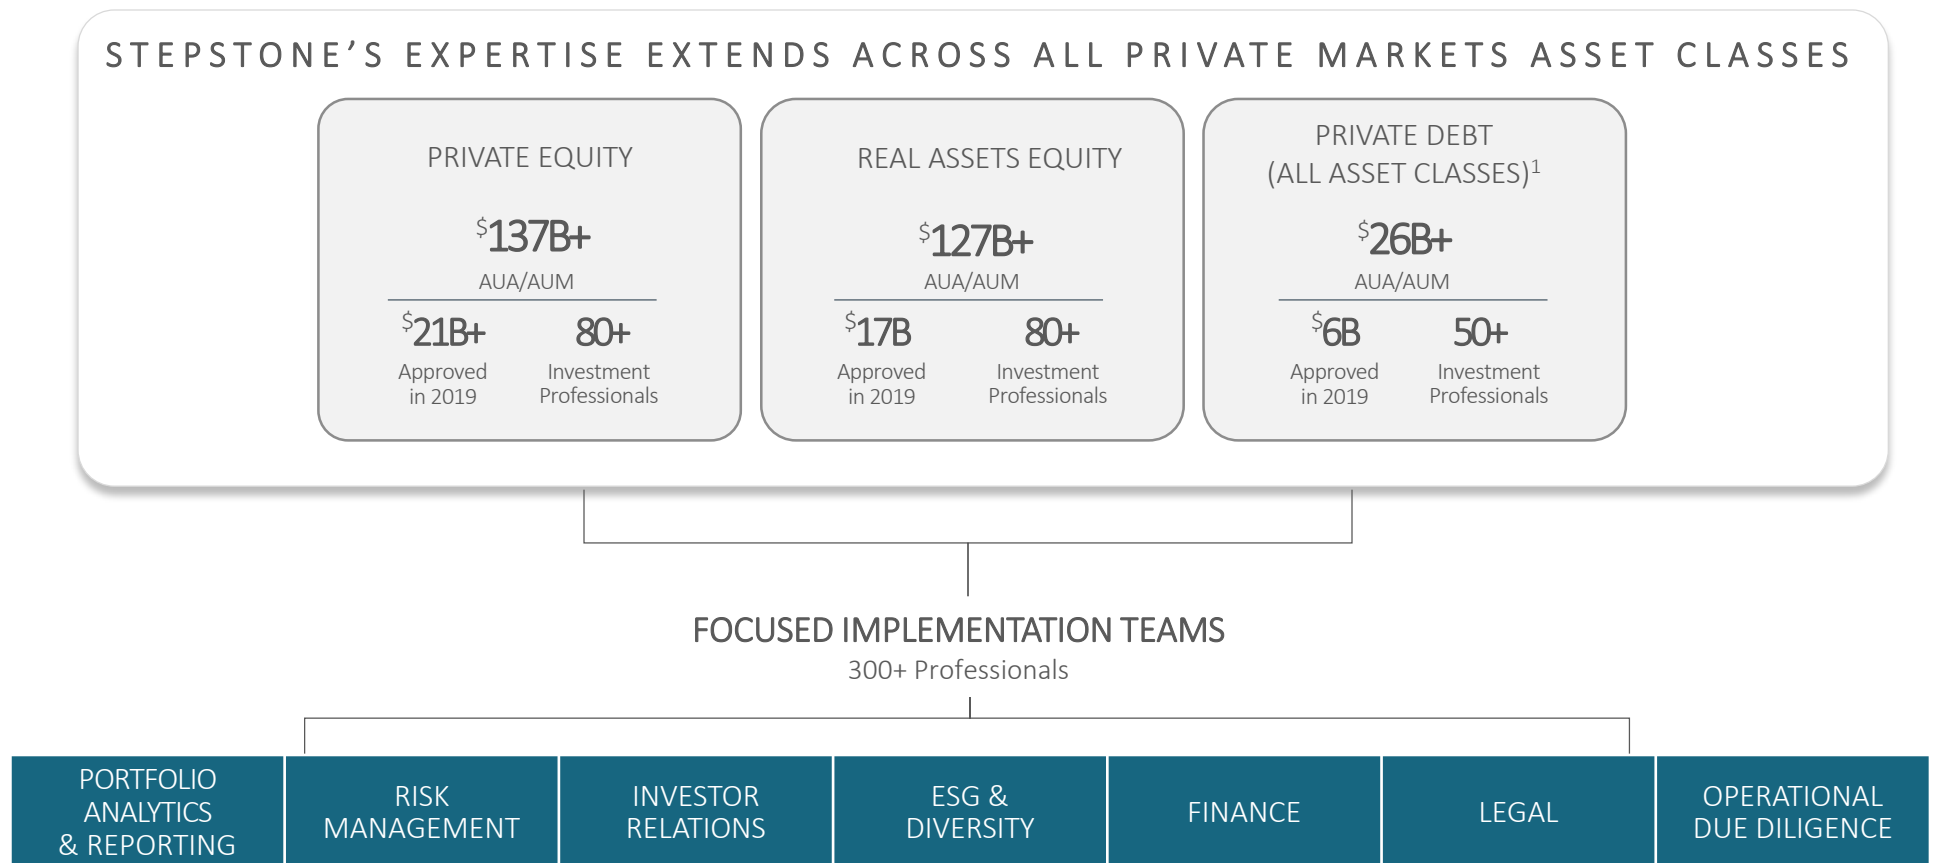 STEPSTONE’S EXPERTISE EXTENDS ACROSS ALL PRIVATE MARKETS ASSET CLASSES
PRIVATE EQUITY
$137B+
AUA/AUM
$21B+
Approved
in 2019
80+
Investment
Professionals
REAL ASSETS EQUITY
$127B+
AUA/AUM
$17B
Approved
in 2019
80+
Investment
Professionals
PRIVATE DEBT
(ALL ASSET CLASSES)1
$26B+
AUA/AUM
$6B
Approved
in 2019
50+
Investment
Professionals
FOCUSED IMPLEMENTATION TEAMS
300+ Professionals
PORTFOLIO
ANALYTICS
& REPORTING
RISK
MANAGEMENT
INVESTOR
RELATIONS
ESG &
DIVERSITY
FINANCE
LEGAL
OPERATIONAL
DUE DILIGENCE